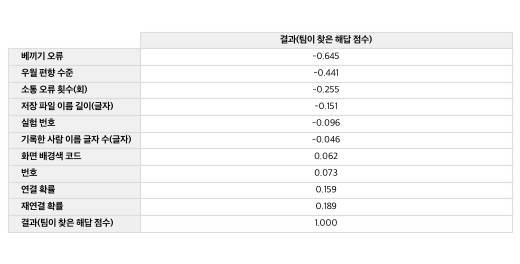 결과(팀이 찾은 해답 점수)
베끼기 오류 -0.645
우월 편향 수준 -0.441
소통 오류 횟수(회) -0.255
저장 파일 이름 길이(글자) -0.151
실험 번호 -0.096
기록한 사람 이름 글자 수(글자) -0.046
화면 배경색 코드 0.062
번호 0.073
연결 확률 0.159
재연결 확률 0.189
결과(팀이 찾은 해답 점수) 1.000